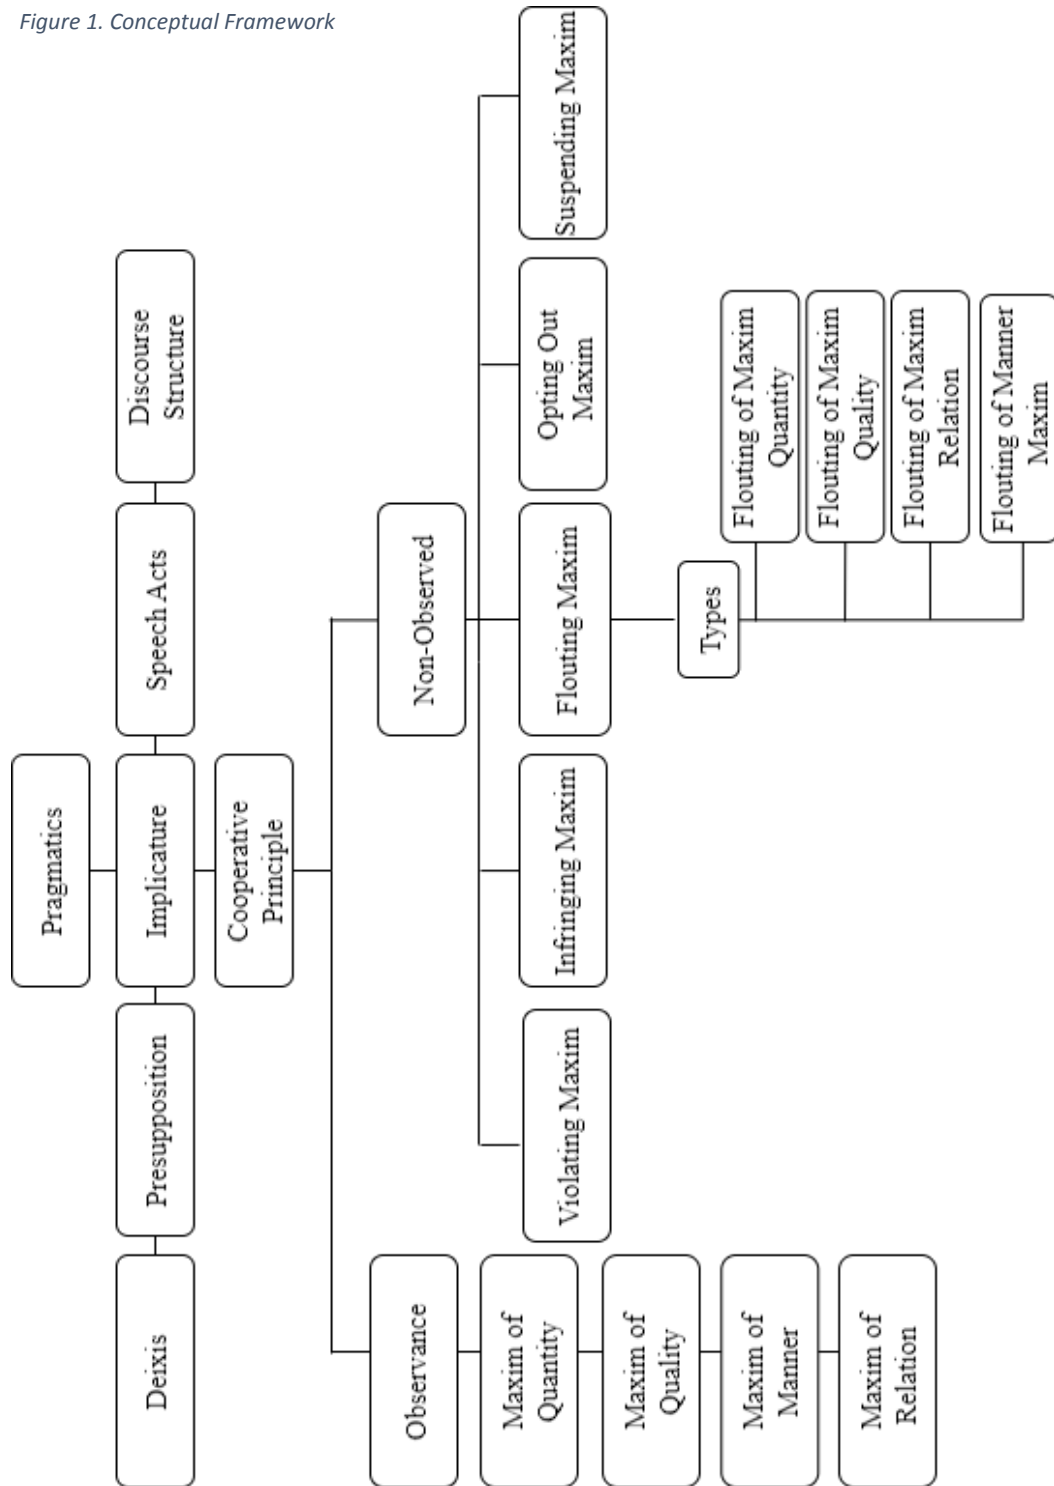 Figure 1. Conceptual Framework
Pragmatics
Deixis
Presupposition
Implicature
Speech Acts
Discourse
Structure
Cooperative
Principle
Observance
Non-Observed
Maxim of
Quantity
Maxim of
Quality
Maxim of
Manner
Maxim of
Relation
Violating Maxim
Infringing Maxim
Flouting Maxim
Opting Out
Maxim
Suspending Maxim
Types
Flouting of Maxim
Quantity
Flouting of Maxim
Quality
Flouting of Maxim
Relation
Flouting of Manner
Maxim